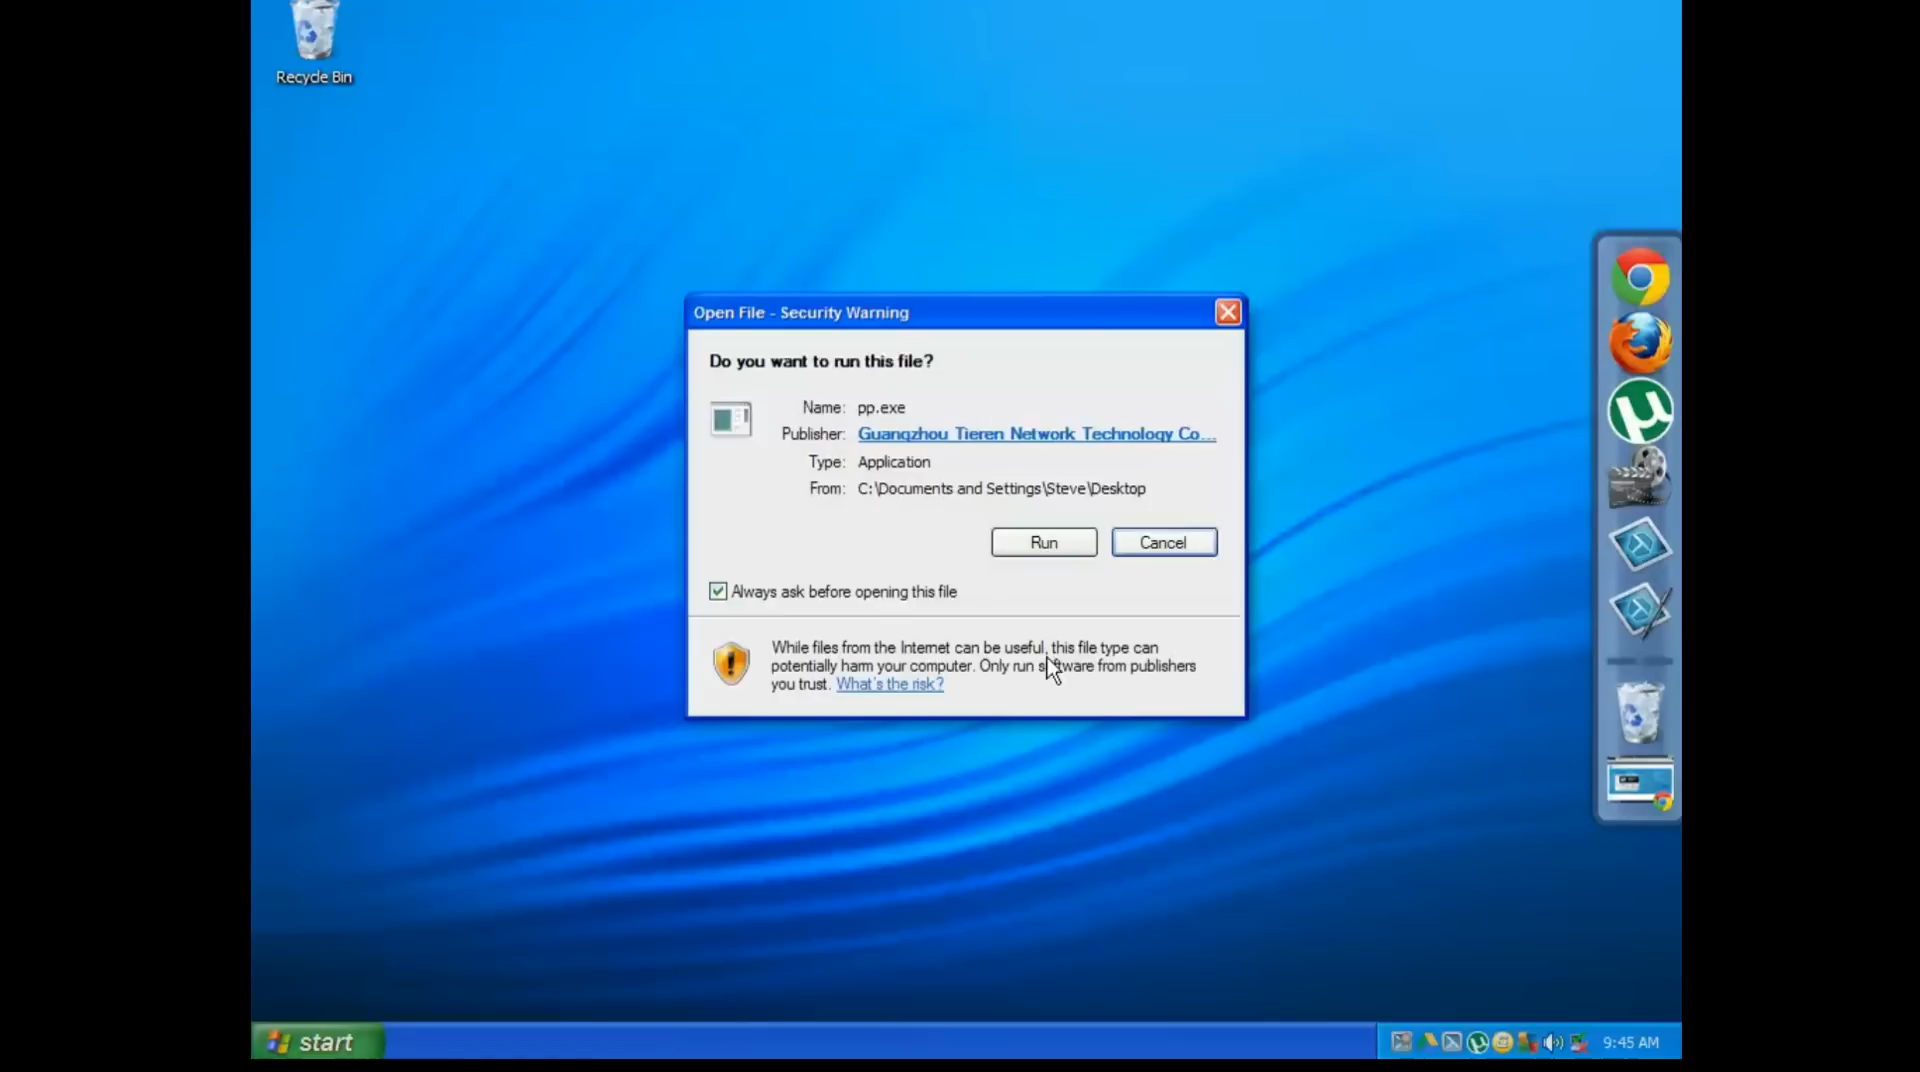 Recycle Bin
Open File - Security Warning
Do you want to run this file?
Name: pp.exe
Publisher: Guangzhou Tieren Network Technology Co...
Type: Application
From: C:\Documents and Settings\Steve\Desktop
Run Cancel
Always ask before opening this file
While files from the Internet can be useful, this file type can
potentially harm your computer. Only run software from publishers
you trust. What's the risk?
start
9:45 AM